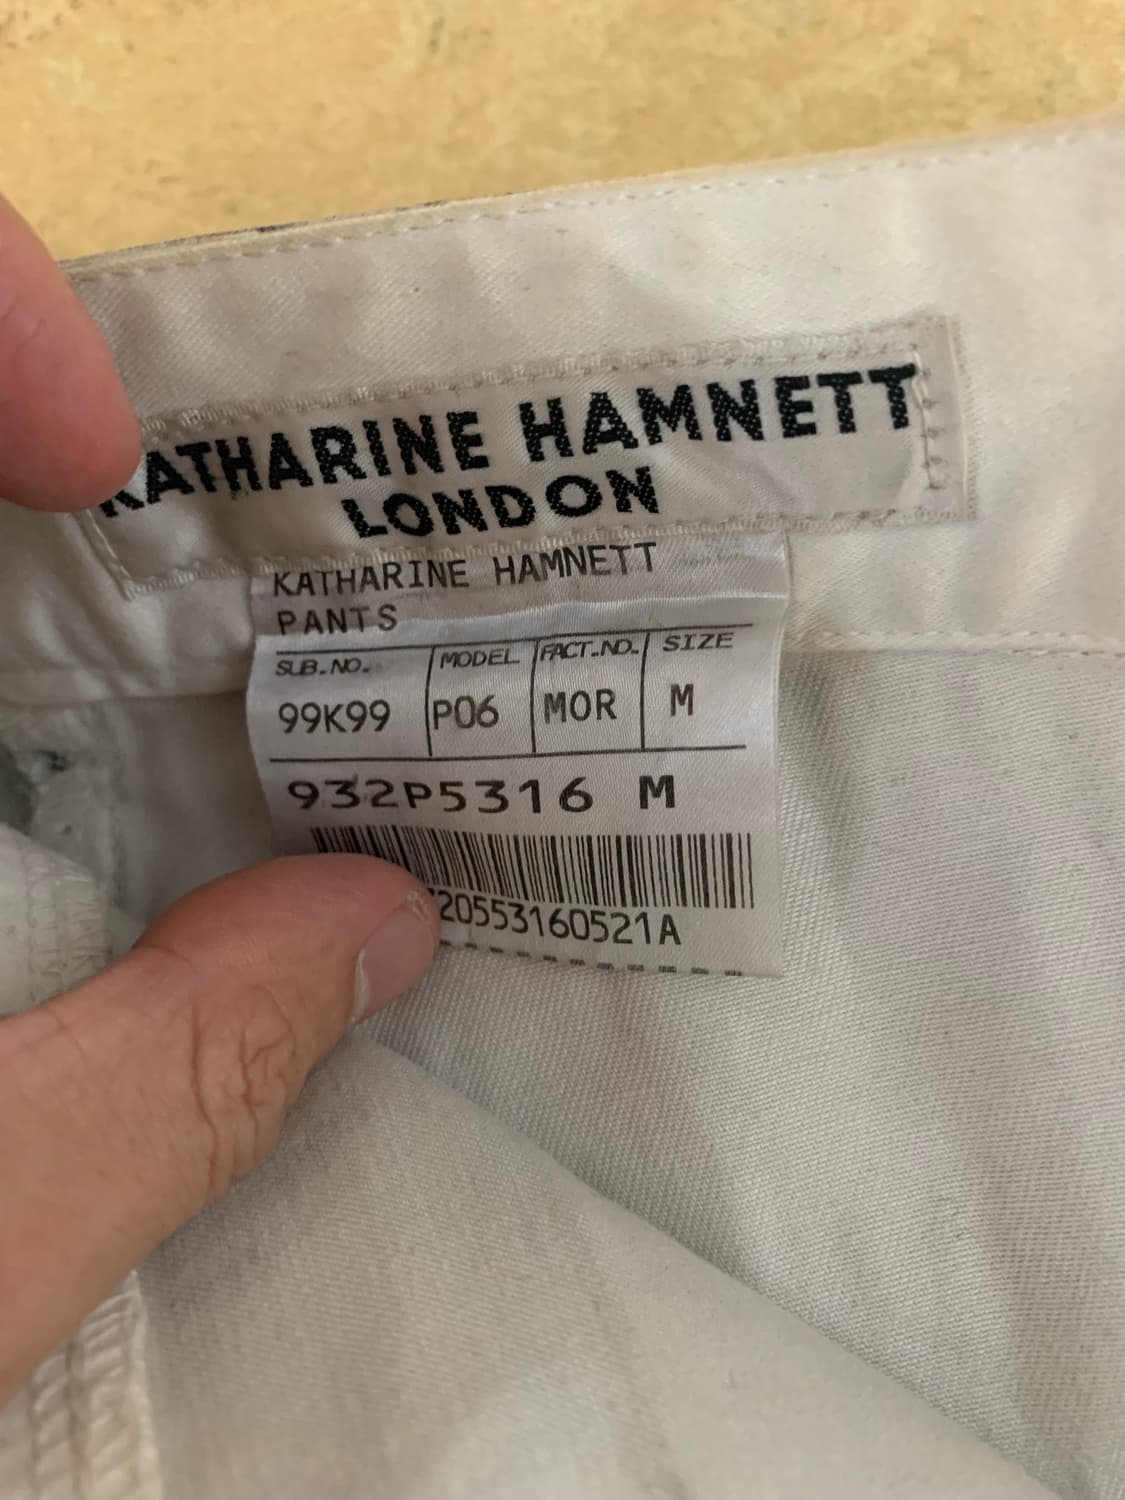 KATHARINE HAMNETT
LONDON
KATHARINE HAMNETT
PANTS
SUB.NO. MODEL FACT.NO. SIZE
99K99 P06 MOR M
932P5316 M
20553160521A